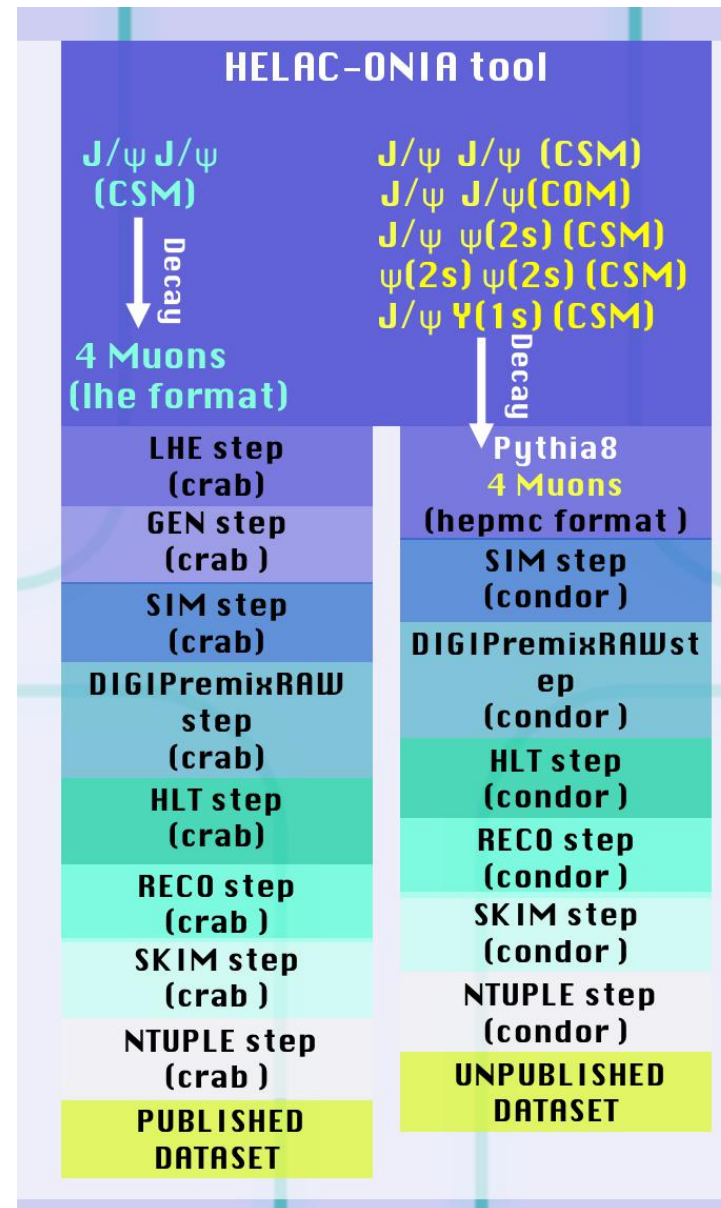 HELAC-ONIA tool
J/ψ J/ψ
(CSM)
Decay
4 Muons
(lhe format)
LHE step
(crab)
GEN step
(crab )
SIM step
(crab)
DIGIPremixRAW
step
(crab)
HLT step
(crab)
RECO step
(crab )
SKIM step
(crab )
NTUPLE step
(crab )
PUBLISHED
DATASET
J/ψ J/ψ (CSM)
J/ψ J/ψ(COM)
J/ψ ψ(2s) (CSM)
ψ(2s) ψ(2s) (CSM)
J/ψ Y(1s) (CSM)
Decay
Pythia8
4 Muons
(hepmc format )
SIM step
(condor )
DIGIPremixRAWst
ep
(condor )
HLT step
(condor )
RECO step
(condor )
SKIM step
(condor )
NTUPLE step
(condor )
UNPUBLISHED
DATASET